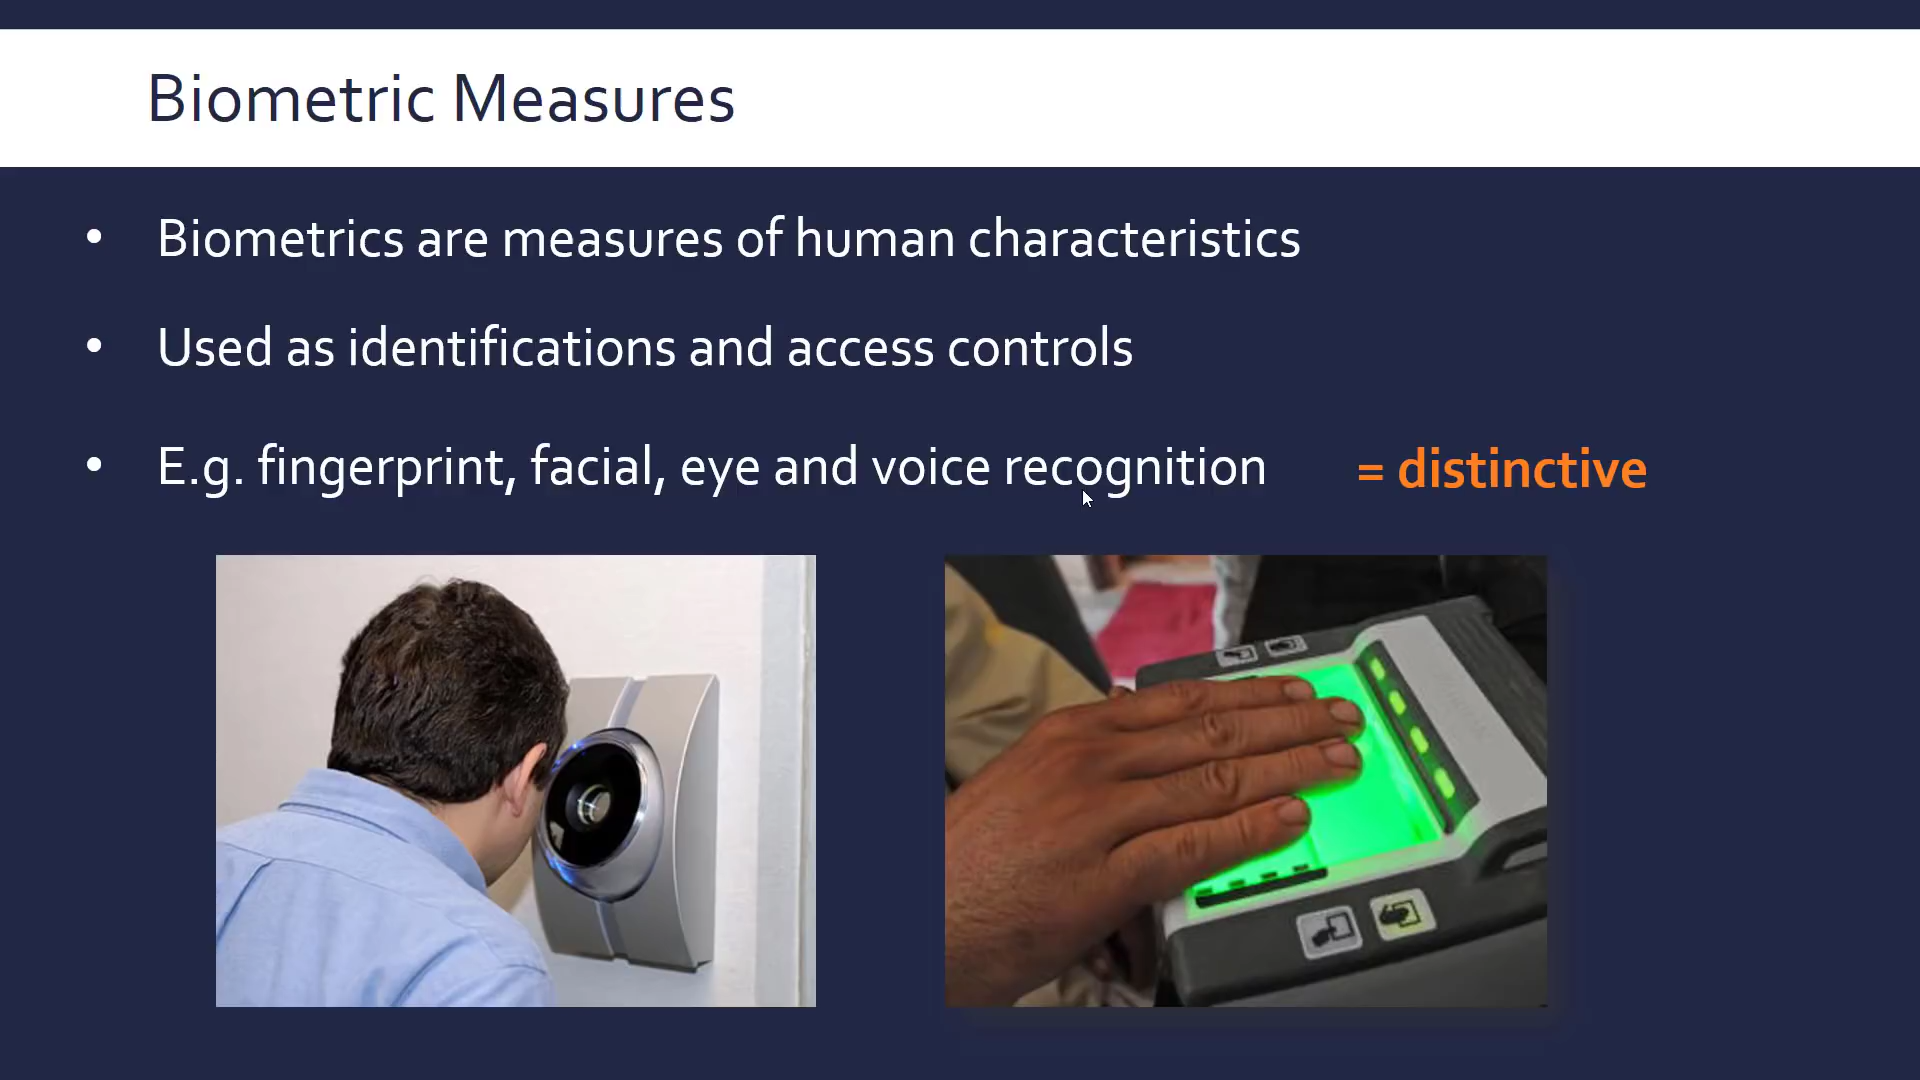 Biometric Measures
• Biometrics are measures of human characteristics
• Used as identifications and access controls
• E.g. fingerprint, facial, eye and voice recognition = distinctive